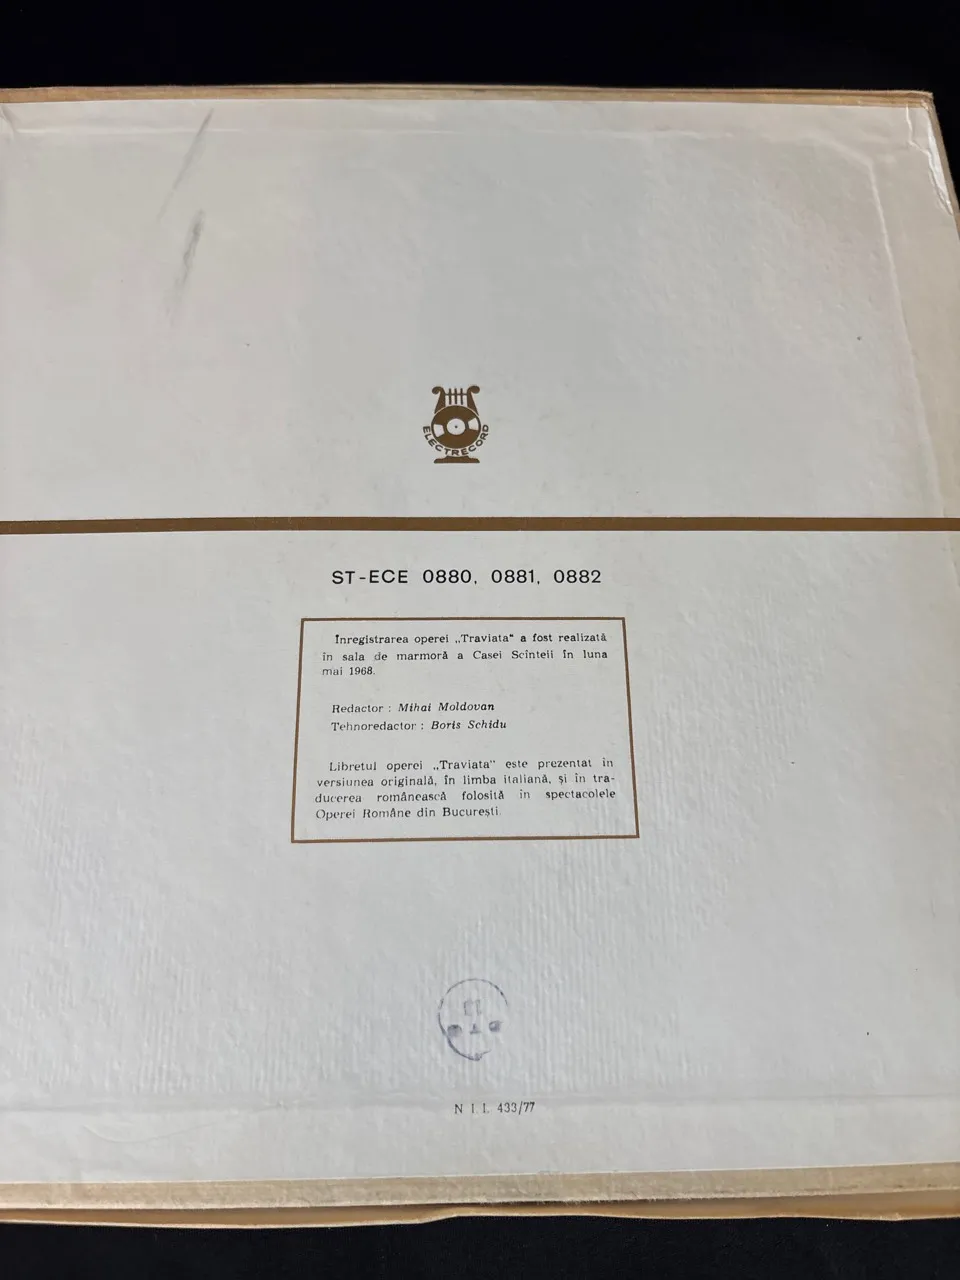 ELECTRECORD
ST-ECE 0880, 0881, 0882
Înregistrarea operei „Traviata“ a fost realizată
în sala de marmoră a Casei Scînteii în luna
mai 1968.
Redactor : Mihai Moldovan
Tehnoredactor : Boris Schidu
Libretul operei „Traviata“ este prezentat în
versiunea originală, în limba italiană, și în tra-
ducerea românească folosită în spectacolele
Operei Române din București.
N I. I. 433/77